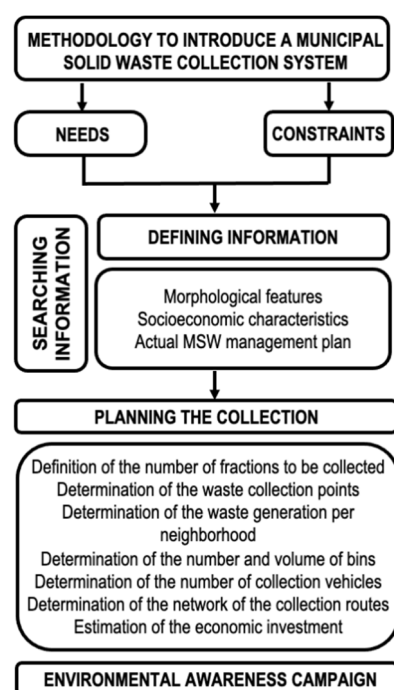 METHODOLOGY TO INTRODUCE A MUNICIPAL
SOLID WASTE COLLECTION SYSTEM
NEEDS
CONSTRAINTS
SEARCHING
INFORMATION
DEFINING INFORMATION
Morphological features
Socioeconomic characteristics
Actual MSW management plan
PLANNING THE COLLECTION
Definition of the number of fractions to be collected
Determination of the waste collection points
Determination of the waste generation per
neighborhood
Determination of the number and volume of bins
Determination of the number of collection vehicles
Determination of the network of the collection routes
Estimation of the economic investment
ENVIRONMENTAL AWARENESS CAMPAIGN